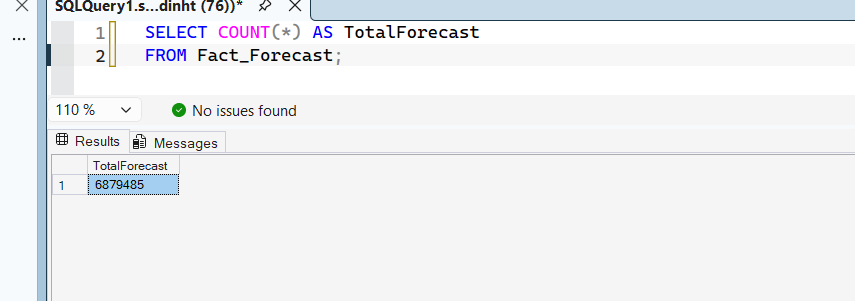 SQLQuery1.s...dinht (76))*
1 SELECT COUNT(*) AS TotalForecast
2 FROM Fact_Forecast;
110 % No issues found
Results Messages
TotalForecast
1 6879485